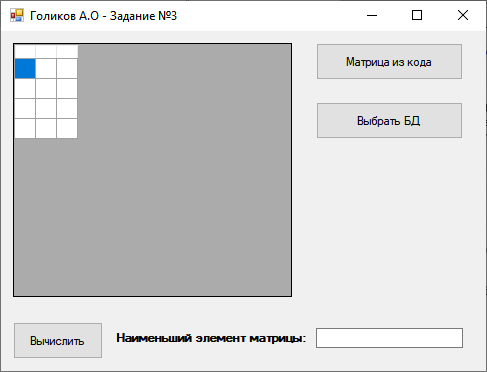 Голиков А.О - Задание №3
Матрица из кода
Выбрать БД
Вычислить
Наименьший элемент матрицы: